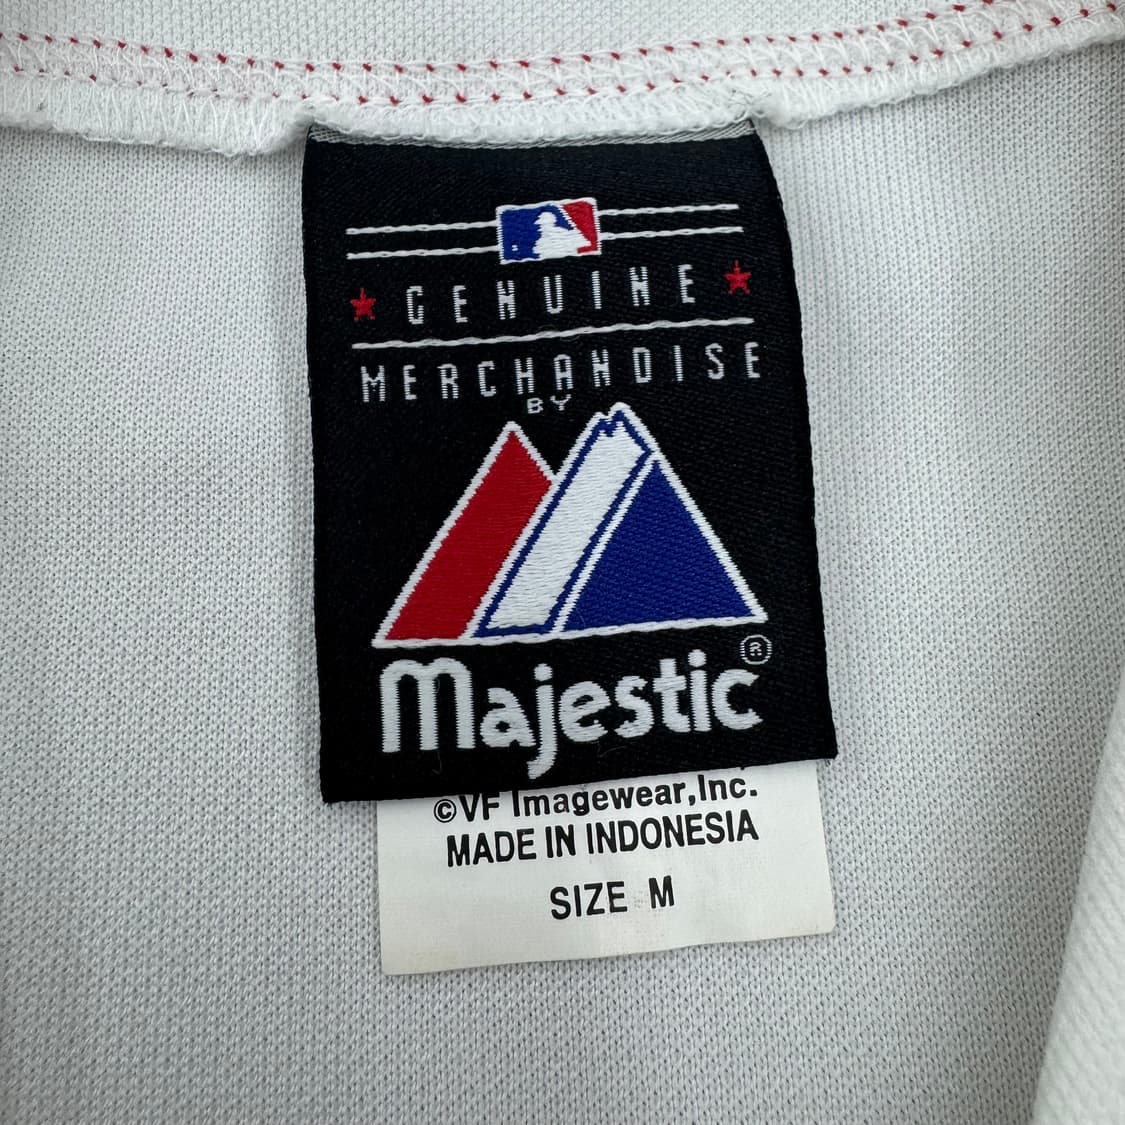 GENUINE
MERCHANDISE
BY
Majestic®
©VF Imagewear,Inc.
MADE IN INDONESIA
SIZE M